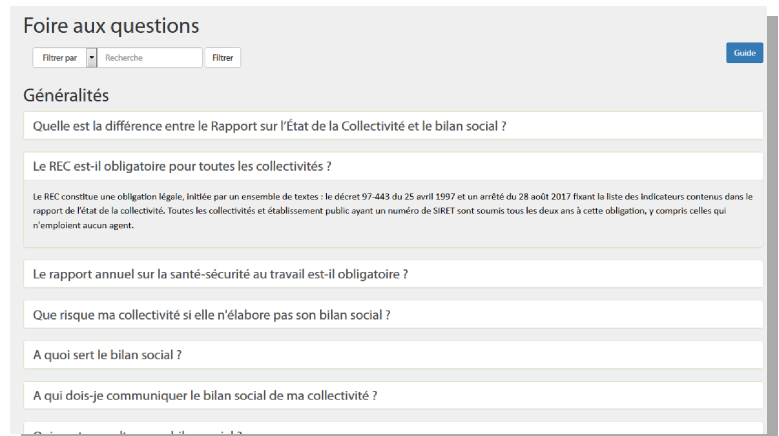 Foire aux questions
Filtrer par Recherche Filtrer Guide
Généralités
Quelle est la différence entre le Rapport sur l'État de la Collectivité et le bilan social ?
Le REC est-il obligatoire pour toutes les collectivités ?
Le REC constitue une obligation légale, initiée par un ensemble de textes : le décret 97-443 du 25 avril 1997 et un arrêté du 28 août 2017 fixant la liste des indicateurs contenus dans le
rapport de l'état de la collectivité. Toutes les collectivités et établissement public ayant un numéro de SIRET sont soumis tous les deux ans à cette obligation, y compris celles qui
n'emploient aucun agent.
Le rapport annuel sur la santé-sécurité au travail est-il obligatoire ?
Que risque ma collectivité si elle n'élabore pas son bilan social ?
A quoi sert le bilan social ?
A qui dois-je communiquer le bilan social de ma collectivité ?